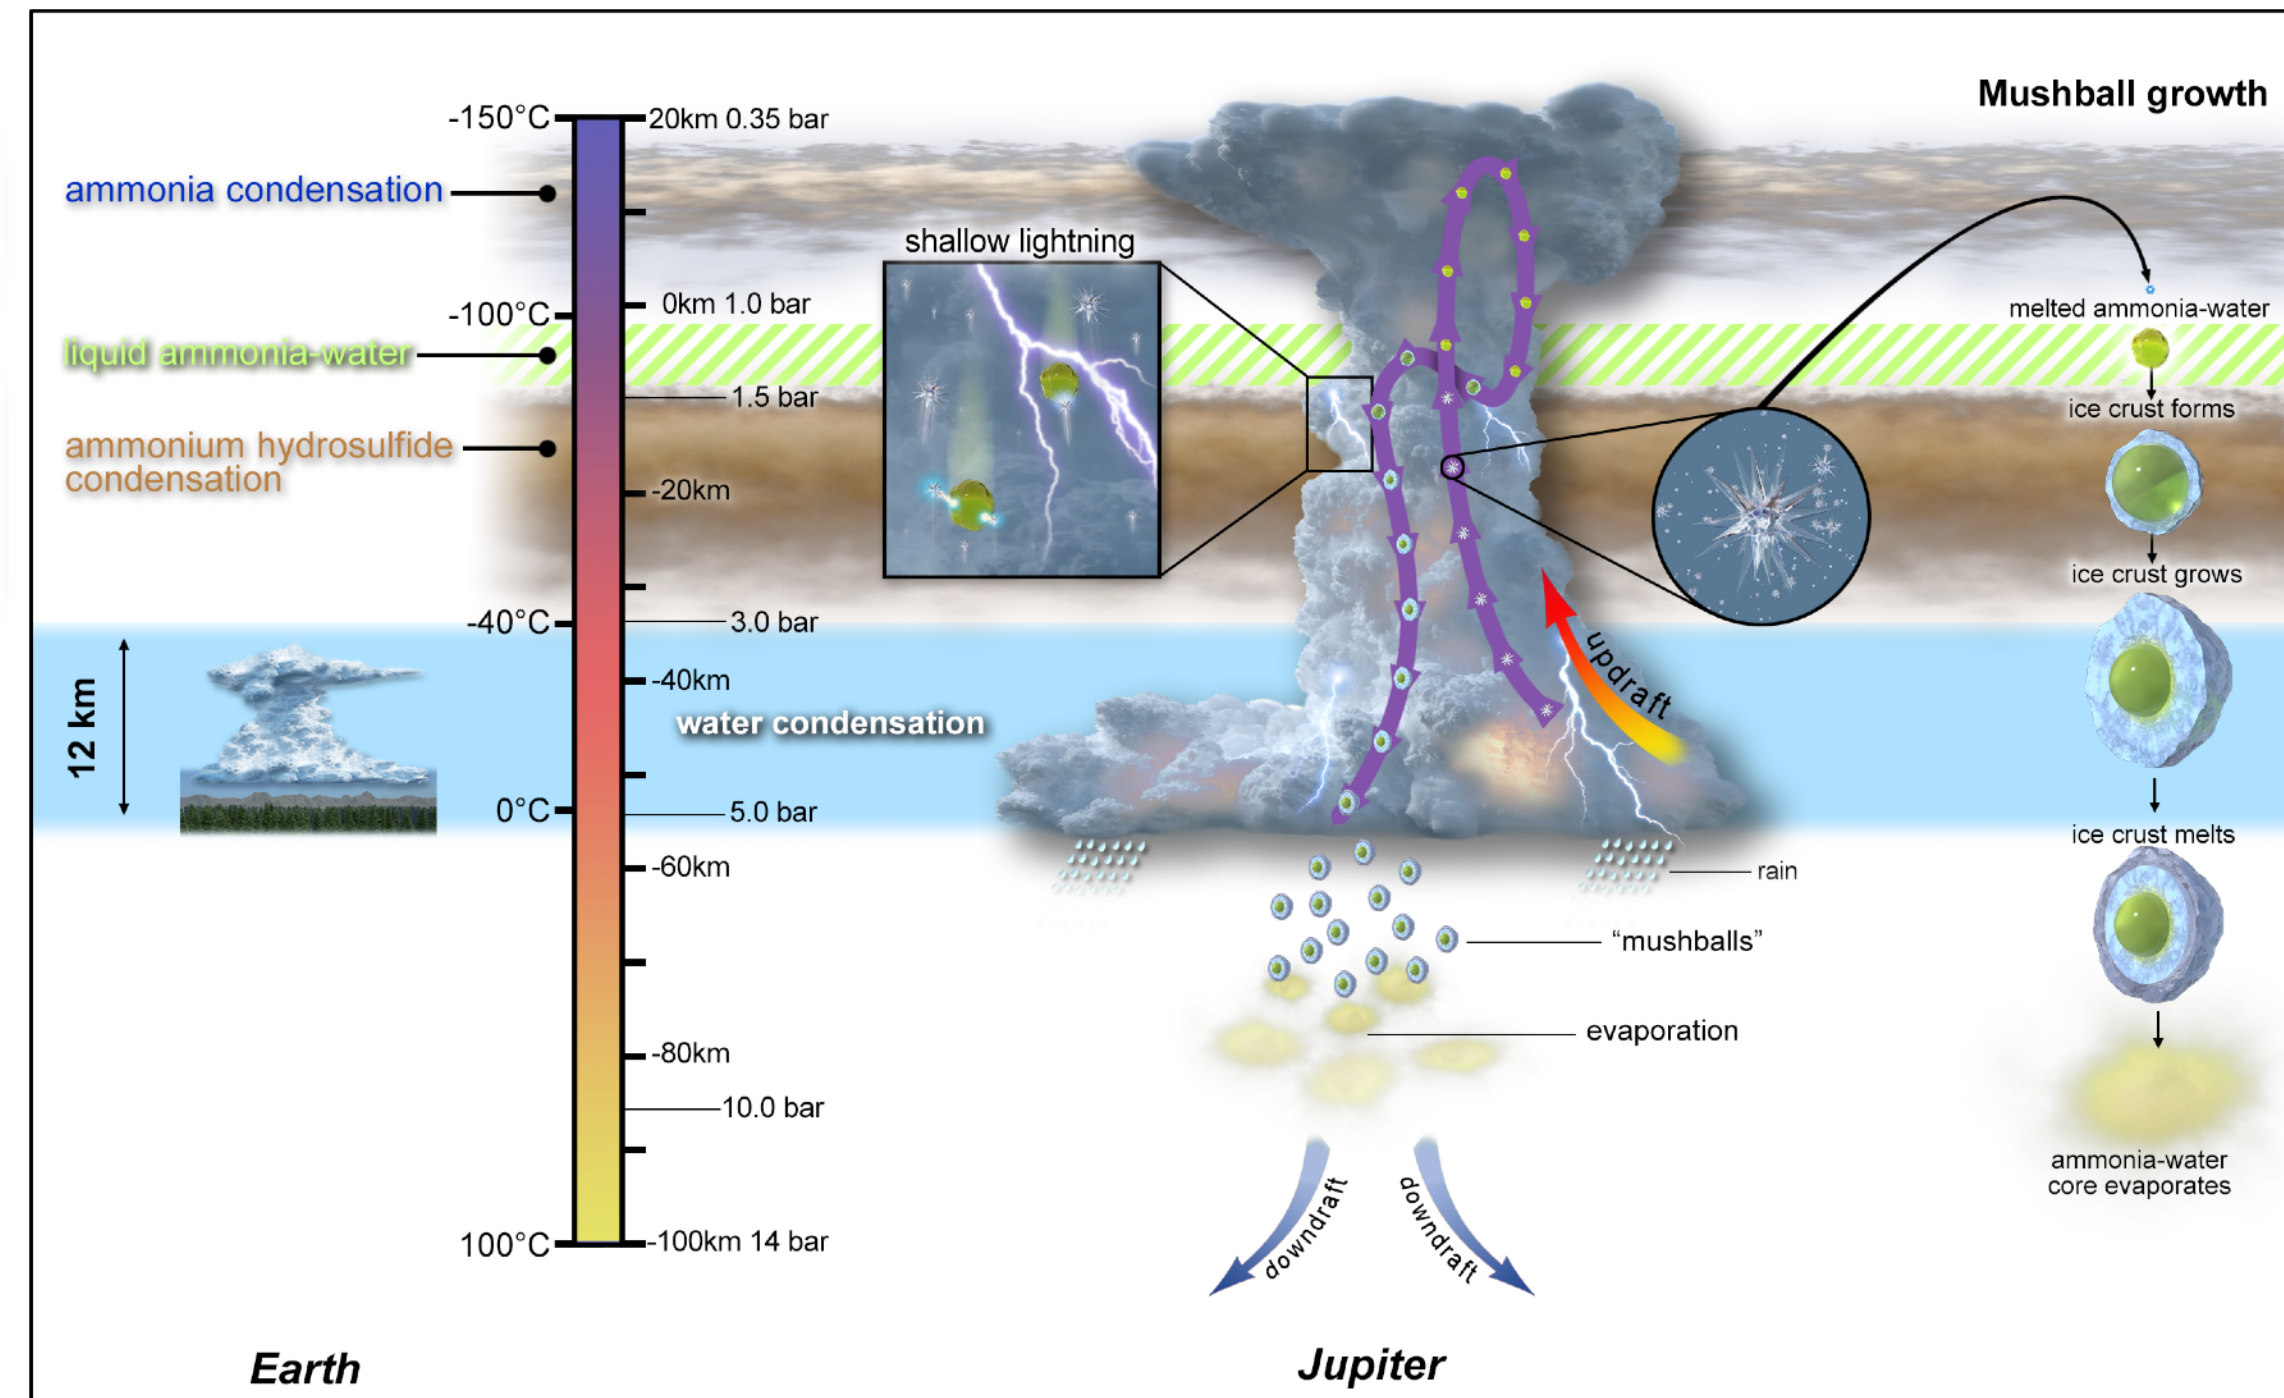 Mushball growth
-150°C
20km 0.35 bar
ammonia condensation
shallow lightning
0km 1.0 bar
-100°C
melted ammonia-water
liquid ammonia-water
1.5 bar
ice crust forms
ammonium hydrosulfide
condensation
-20km
ice crust grows
-40°C
3.0 bar
updraft
12 km
-40km
water condensation
0°C
5.0 bar
ice crust melts
-60km
rain
"mushballs"
evaporation
-80km
10.0 bar
ammonia-water
core evaporates
downdraft
downdraft
100°C
-100km 14 bar
Earth
Jupiter